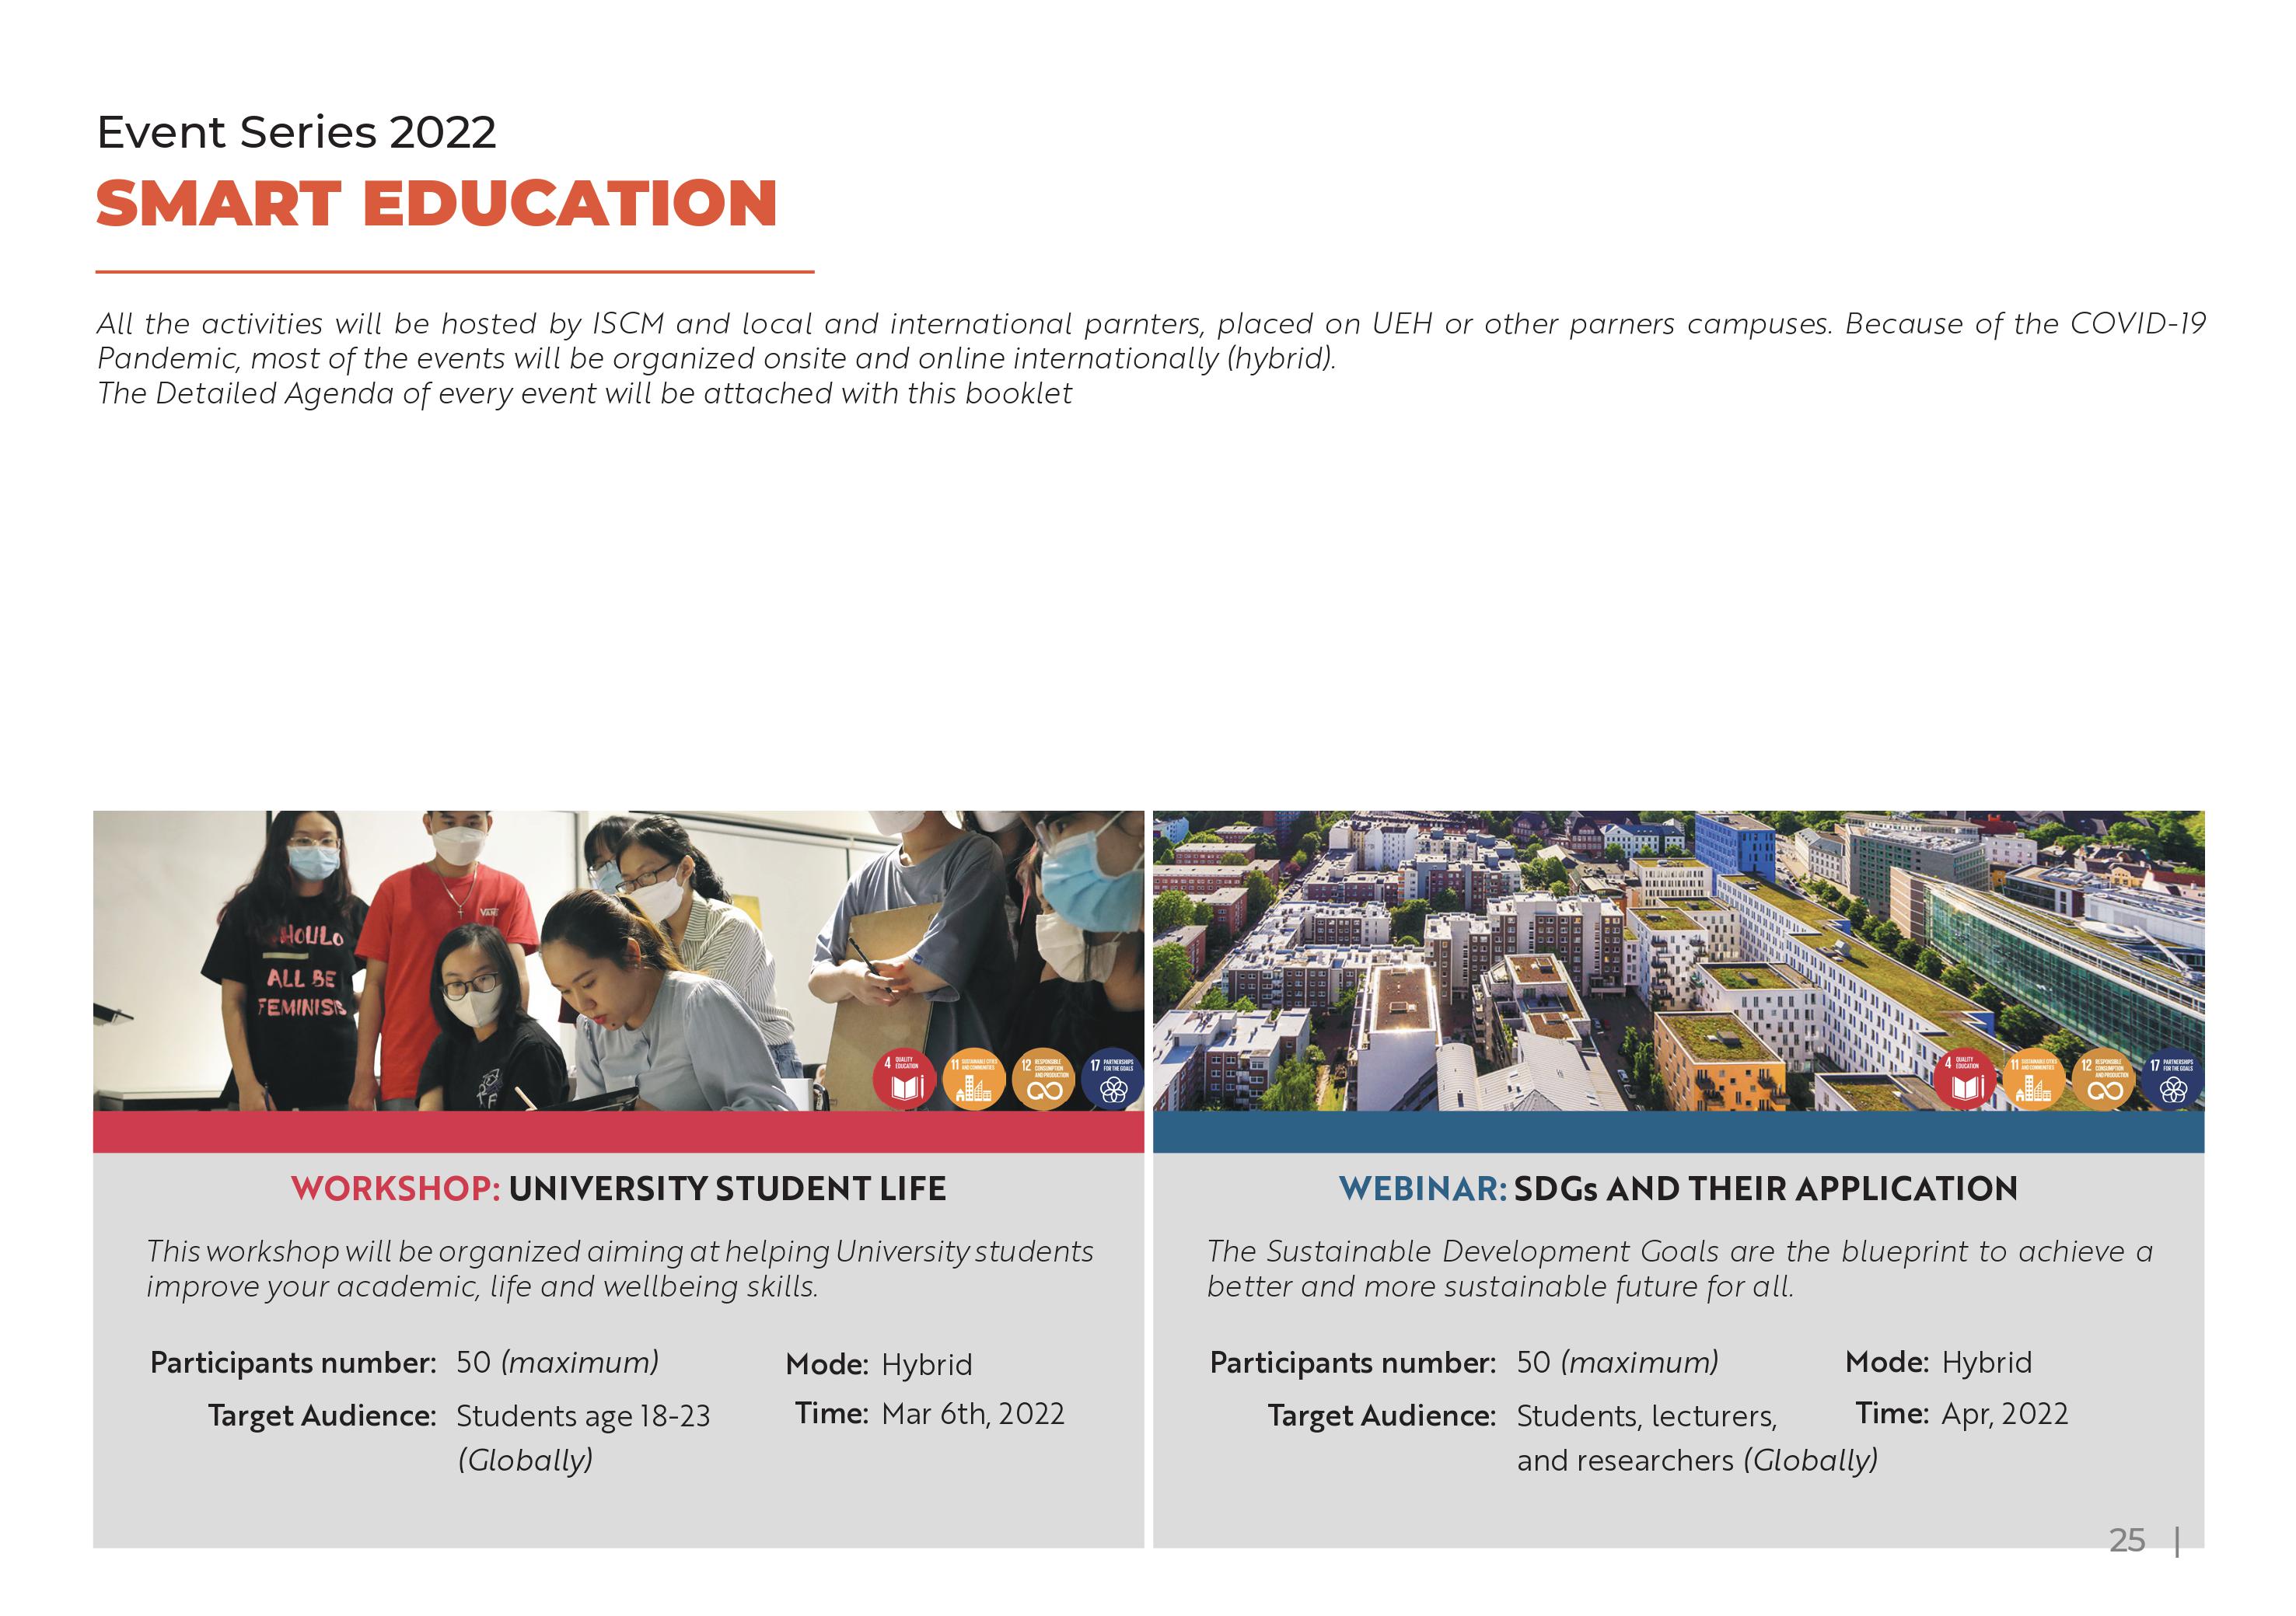 Event Series 2022
SMART EDUCATION
All the activities will be hosted by ISCM and local and international parnters, placed on UEH or other parners campuses. Because of the COVID-19
Pandemic, most of the events will be organized onsite and online internationally (hybrid).
The Detailed Agenda of every event will be attached with this booklet
VANS
HOULD
ALL BE
FEMINIS
4 QUALITY
EDUCATION
11 SUSTAINABLE CITIES
AND COMMUNITIES
12 RESPONSIBLE
CONSUMPTION
AND PRODUCTION
17 PARTNERSHIPS
FOR THE GOALS
WORKSHOP: UNIVERSITY STUDENT LIFE
This workshop will be organized aiming at helping University students
improve your academic, life and wellbeing skills.
Participants number: 50 (maximum)
Target Audience: Students age 18-23
(Globally)
Mode: Hybrid
Time: Mar 6th, 2022
4 QUALITY
EDUCATION
11 SUSTAINABLE CITIES
AND COMMUNITIES
12 RESPONSIBLE
CONSUMPTION
AND PRODUCTION
17 PARTNERSHIPS
FOR THE GOALS
WEBINAR: SDGs AND THEIR APPLICATION
The Sustainable Development Goals are the blueprint to achieve a
better and more sustainable future for all.
Participants number: 50 (maximum)
Target Audience: Students, lecturers,
and researchers (Globally)
Mode: Hybrid
Time: Apr, 2022
25 |